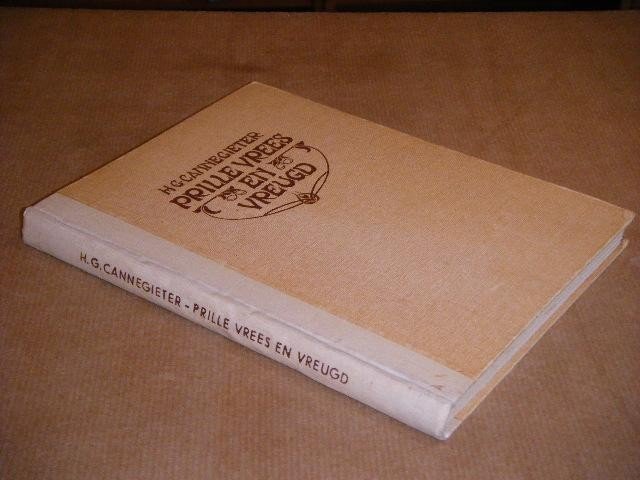 H.G. CANNEGIETER
PRILLE VREES
EN
VREUGD
H. G. CANNEGIETER - PRILLE VREES EN VREUGD